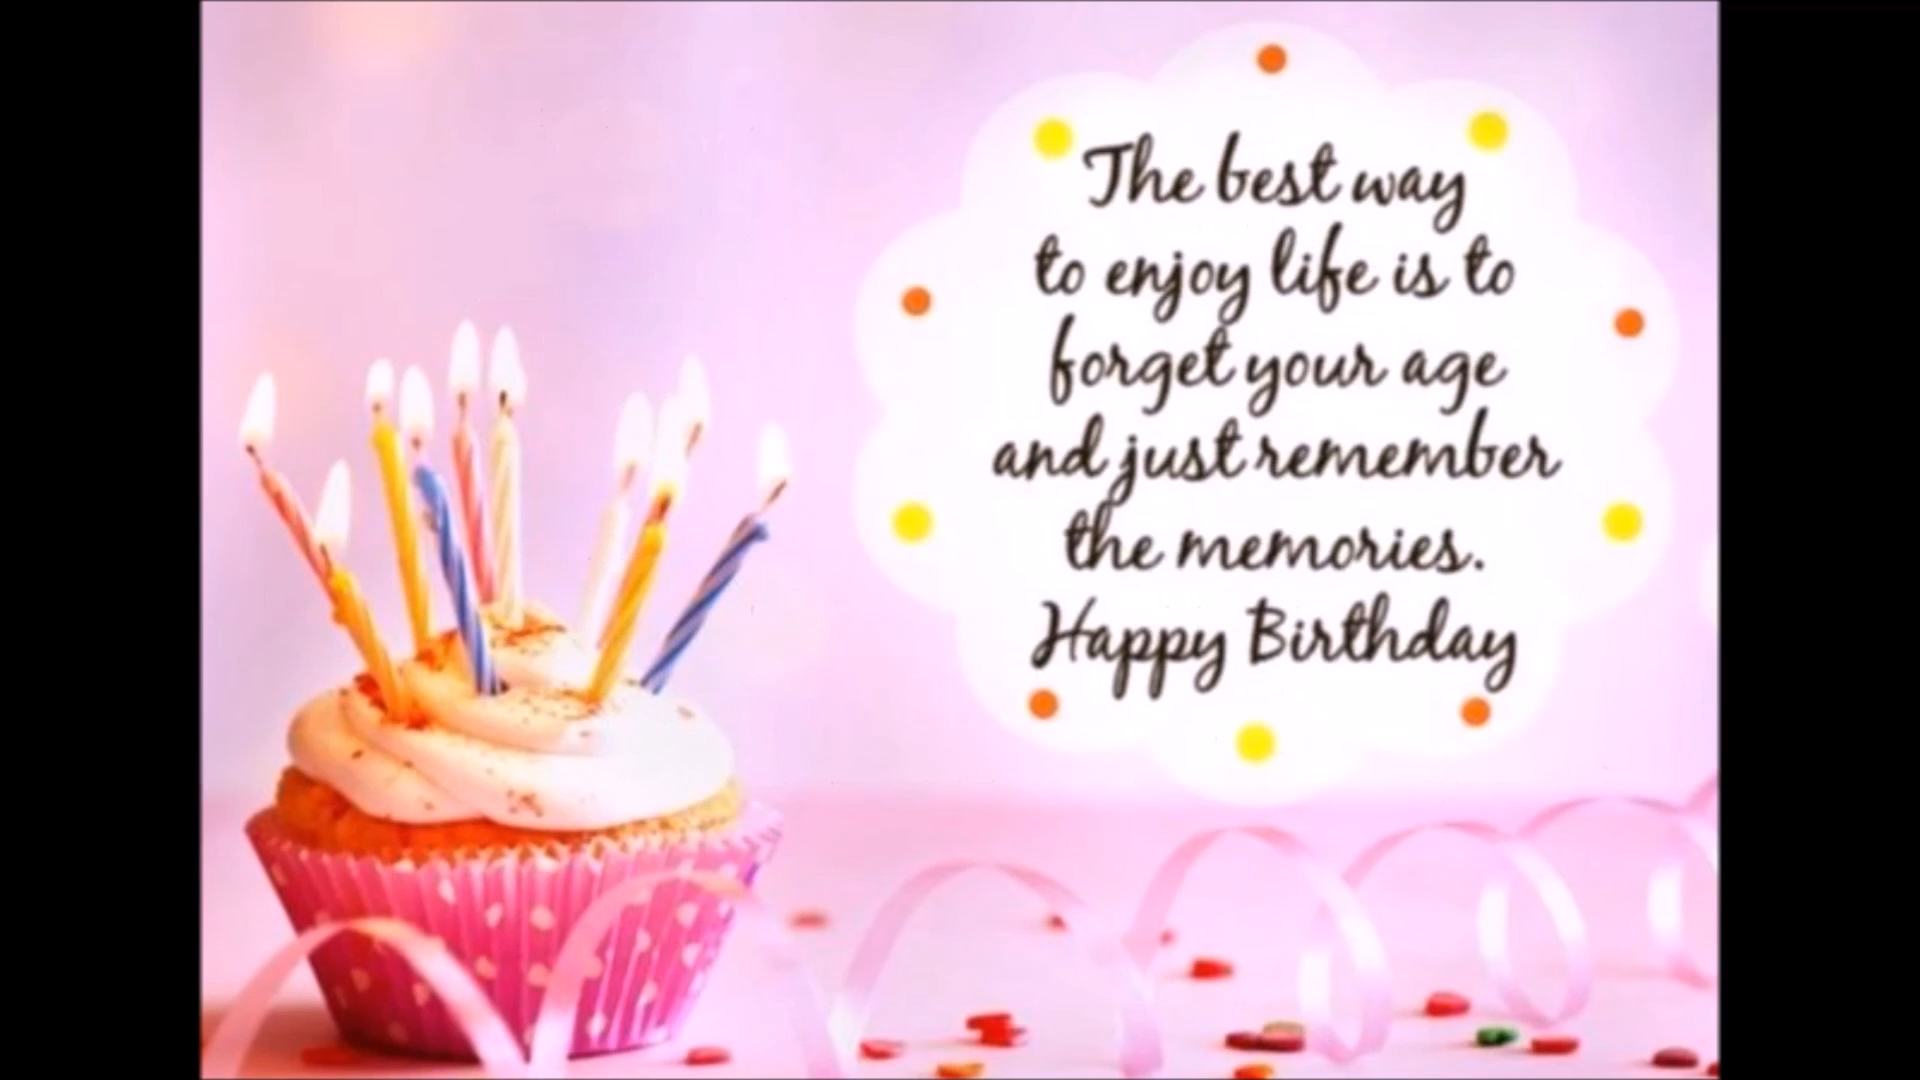 The best way
to enjoy life is to
forget your age
and just remember
the memories.
Happy Birthday